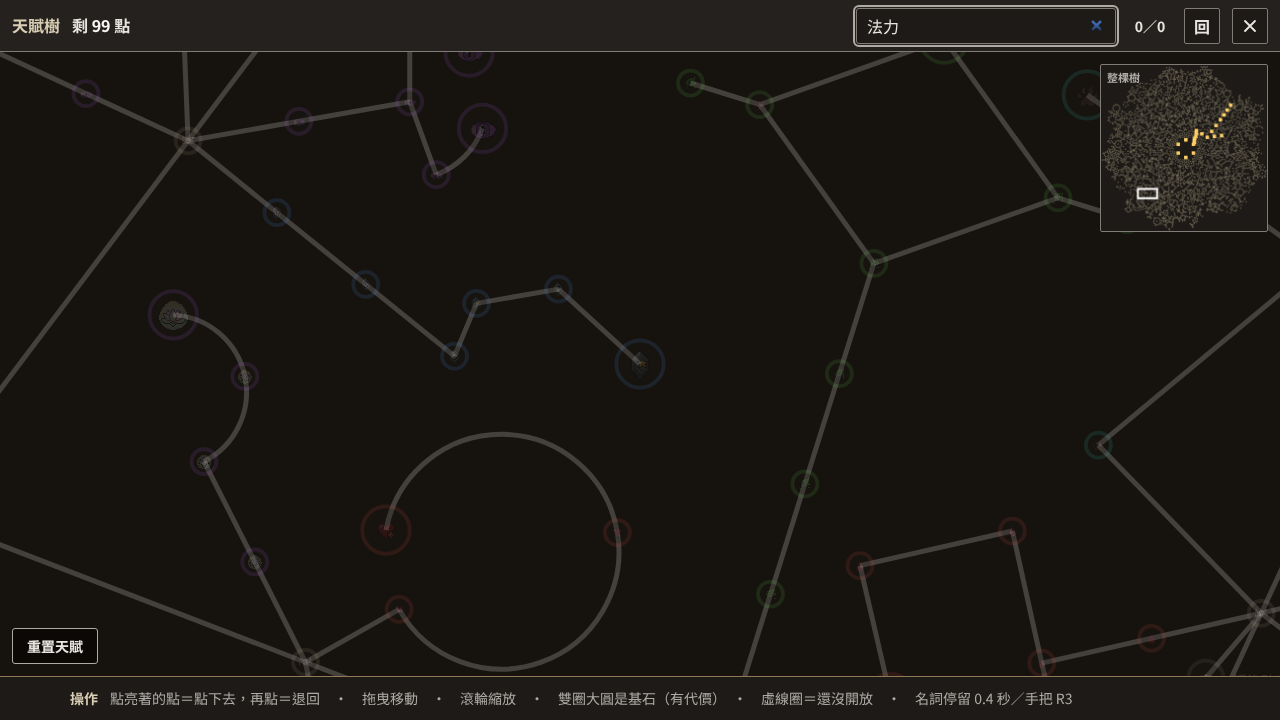 天賦樹 剩 99 點
法力 ✕ 0／0 回 ✕
整棵樹
重置天賦
操作 點亮著的點＝點下去，再點＝退回 • 拖曳移動 • 滾輪縮放 • 雙圈大圓是基石（有代價） • 虛線圈＝還沒開放 • 名詞停留 0.4 秒／手把 R3